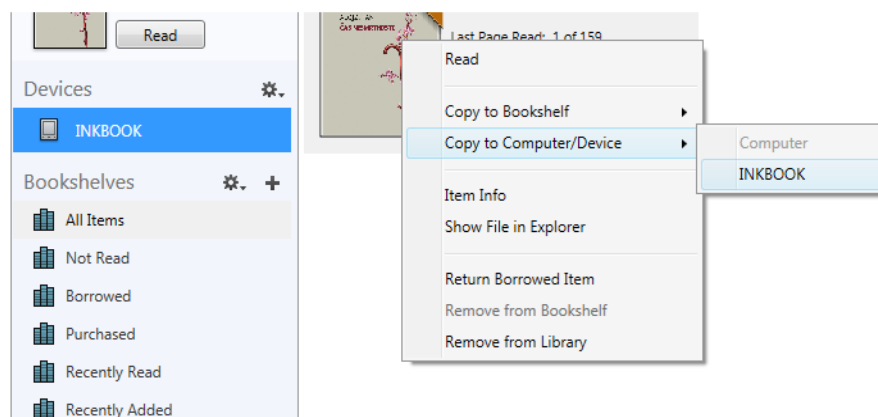 Read
Devices
INKBOOK
Bookshelves
All Items
Not Read
Borrowed
Purchased
Recently Read
Recently Added
Last Page Read: 1 of 159
Read
Copy to Bookshelf
Copy to Computer/Device
Item Info
Show File in Explorer
Return Borrowed Item
Remove from Bookshelf
Remove from Library
Computer
INKBOOK